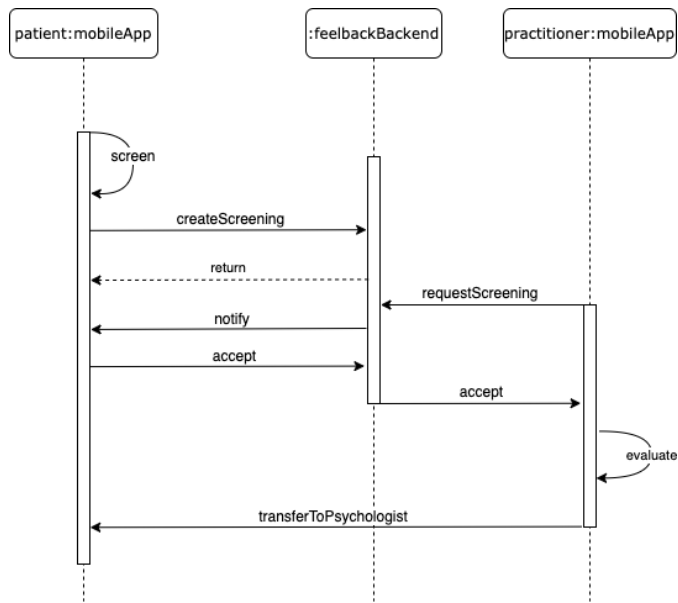 patient:mobileApp
:feelbackBackend
practitioner:mobileApp
screen
createScreening
return
requestScreening
notify
accept
accept
evaluate
transferToPsychologist